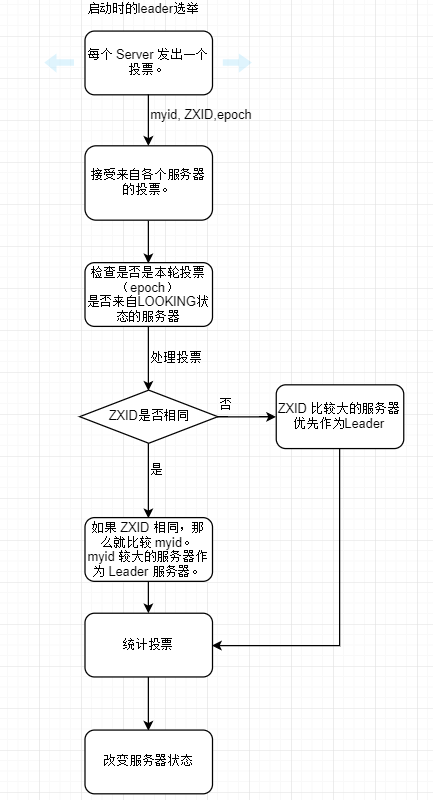 启动时的leader选举
每个 Server 发出一个
投票。
myid, ZXID,epoch
接受来自各个服务器
的投票。
检查是否是本轮投票
（epoch）
是否来自LOOKING状
态的服务器
处理投票
ZXID是否相同
否
ZXID 比较大的服务器
优先作为Leader
是
如果 ZXID 相同，那
么就比较 myid。
myid 较大的服务器作
为 Leader 服务器。
统计投票
改变服务器状态